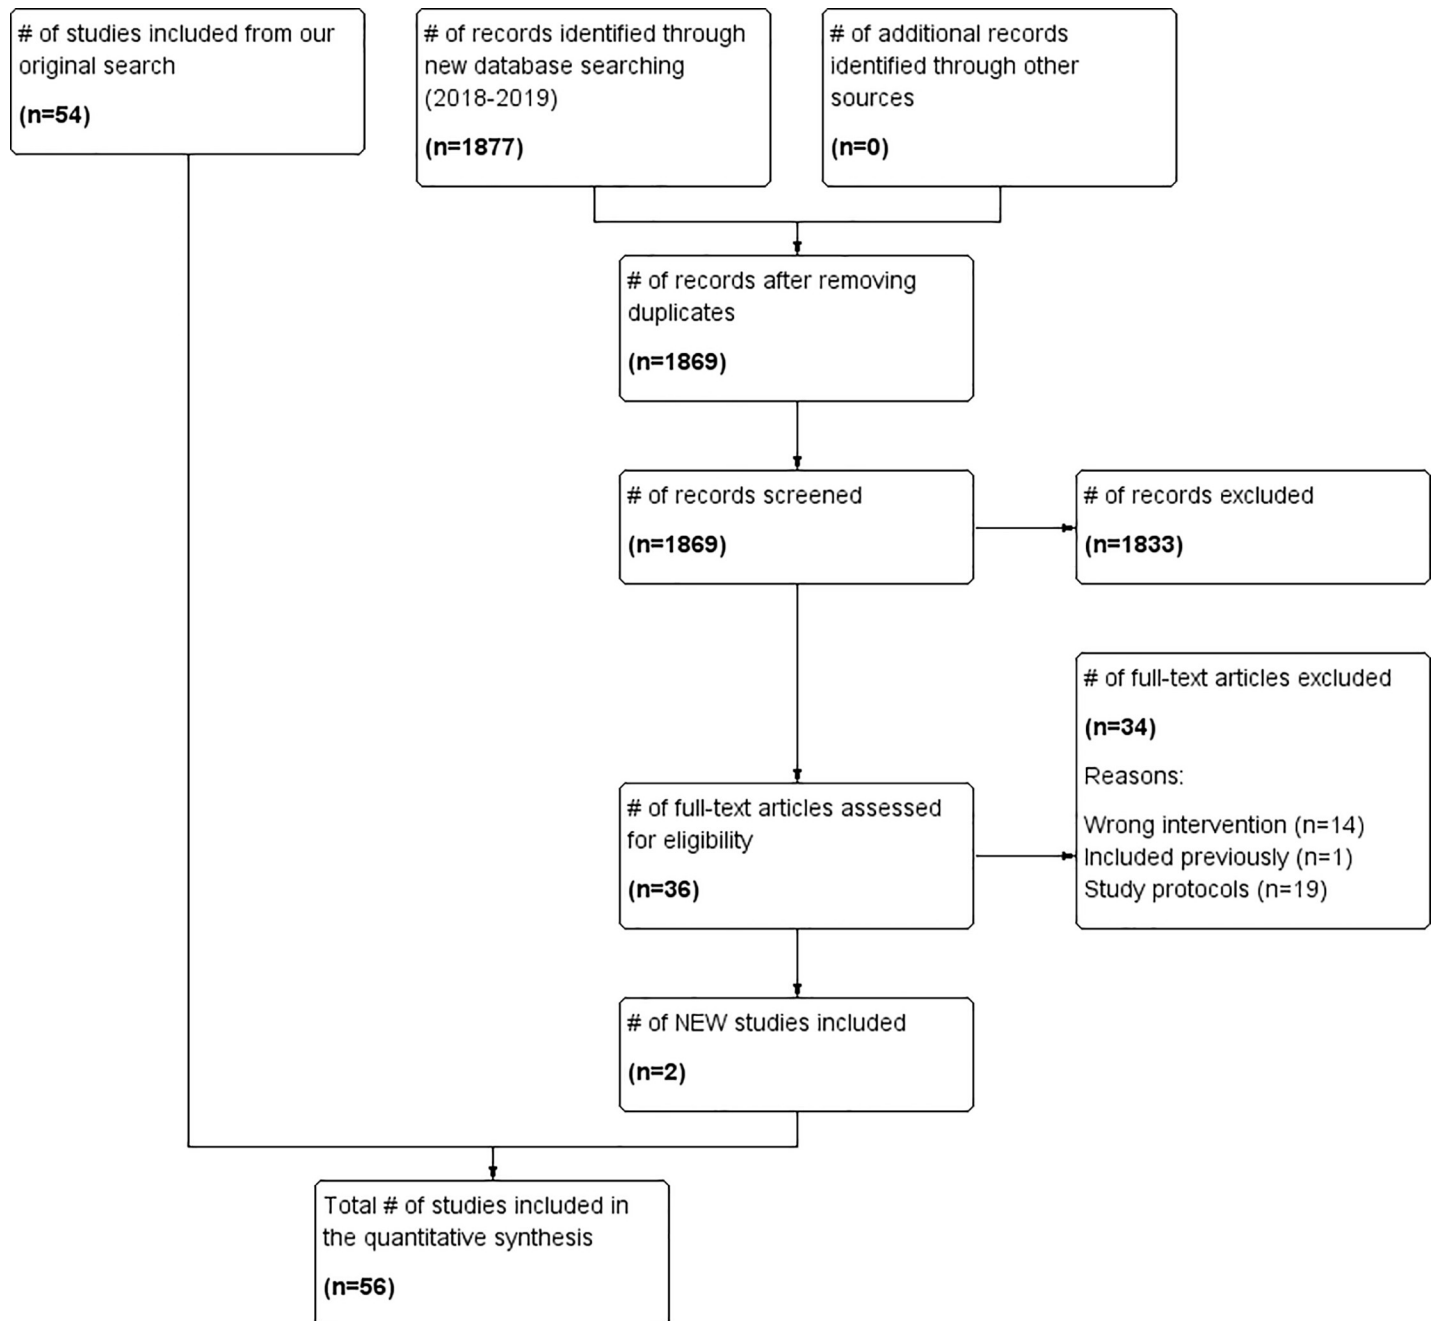 # of studies included from our
original search
(n=54)
# of records identified through
new database searching
(2018-2019)
(n=1877)
# of additional records
identified through other
sources
(n=0)
# of records after removing
duplicates
(n=1869)
# of records screened
(n=1869)
# of records excluded
(n=1833)
# of full-text articles assessed
for eligibility
(n=36)
# of full-text articles excluded
(n=34)
Reasons:
Wrong intervention (n=14)
Included previously (n=1)
Study protocols (n=19)
# of NEW studies included
(n=2)
Total # of studies included in
the quantitative synthesis
(n=56)